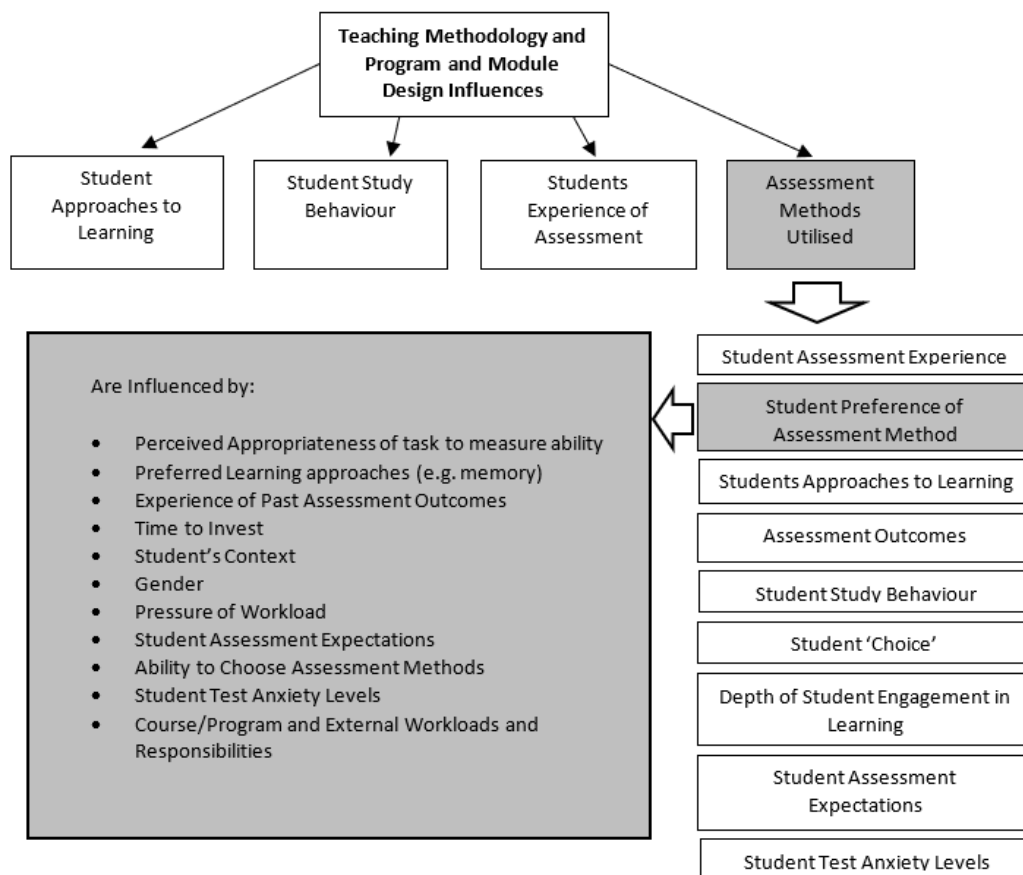 Teaching Methodology and
Program and Module
Design Influences
Student
Approaches to
Learning
Student Study
Behaviour
Students
Experience of
Assessment
Assessment
Methods
Utilised
Are Influenced by:
• Perceived Appropriateness of task to measure ability
• Preferred Learning approaches (e.g. memory)
• Experience of Past Assessment Outcomes
• Time to Invest
• Student’s Context
• Gender
• Pressure of Workload
• Student Assessment Expectations
• Ability to Choose Assessment Methods
• Student Test Anxiety Levels
• Course/Program and External Workloads and
Responsibilities
Student Assessment Experience
Student Preference of
Assessment Method
Students Approaches to Learning
Assessment Outcomes
Student Study Behaviour
Student ‘Choice’
Depth of Student Engagement in
Learning
Student Assessment
Expectations
Student Test Anxiety Levels